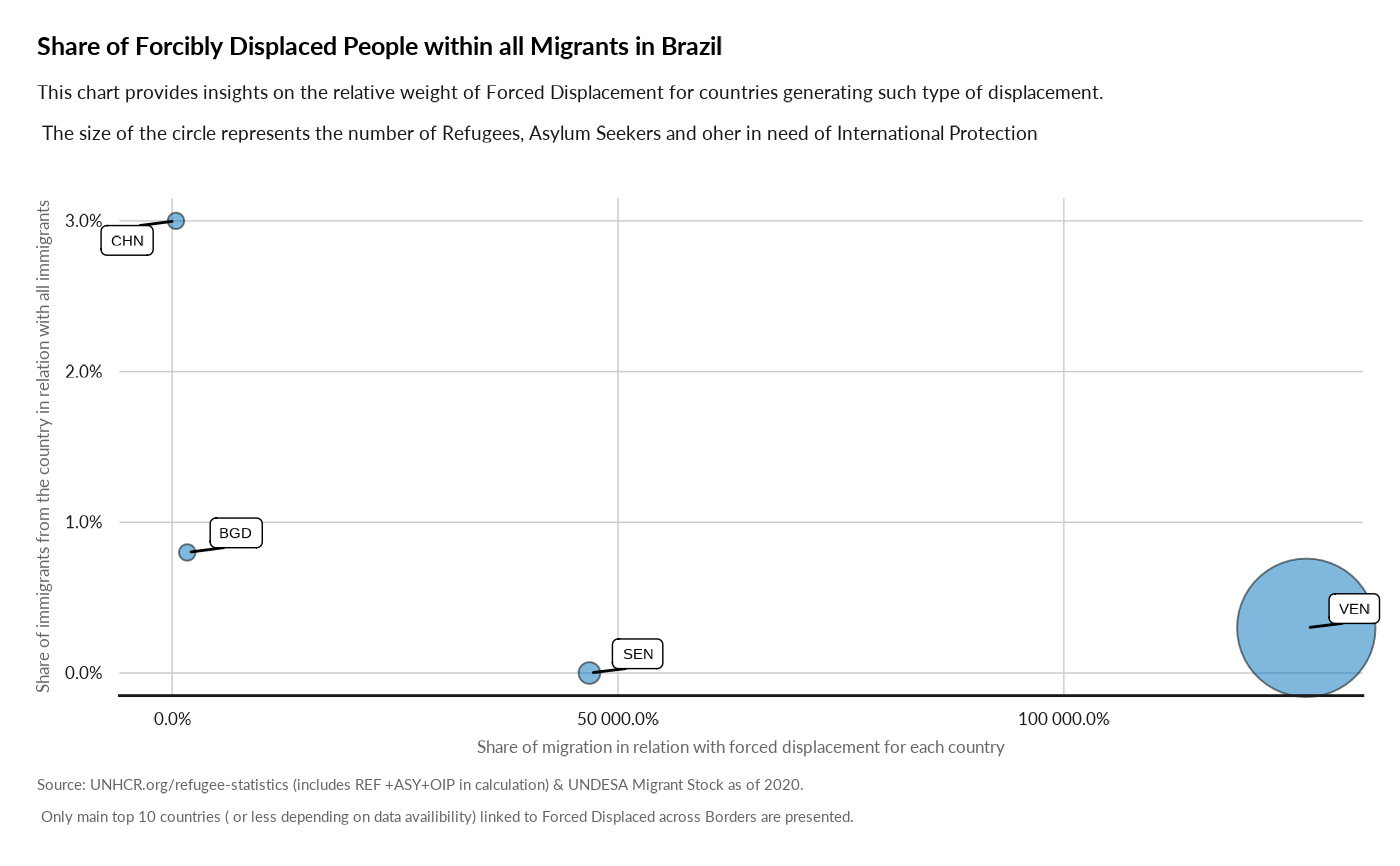 Share of Forcibly Displaced People within all Migrants in Brazil
This chart provides insights on the relative weight of Forced Displacement for countries generating such type of displacement.
The size of the circle represents the number of Refugees, Asylum Seekers and oher in need of International Protection
Share of immigrants from the country in relation with all immigrants
3.0%
CHN
2.0%
1.0%
BGD
VEN
SEN
0.0%
0.0%
50 000.0%
100 000.0%
Share of migration in relation with forced displacement for each country
Source: UNHCR.org/refugee-statistics (includes REF +ASY+OIP in calculation) & UNDESA Migrant Stock as of 2020.
Only main top 10 countries ( or less depending on data availibility) linked to Forced Displaced across Borders are presented.